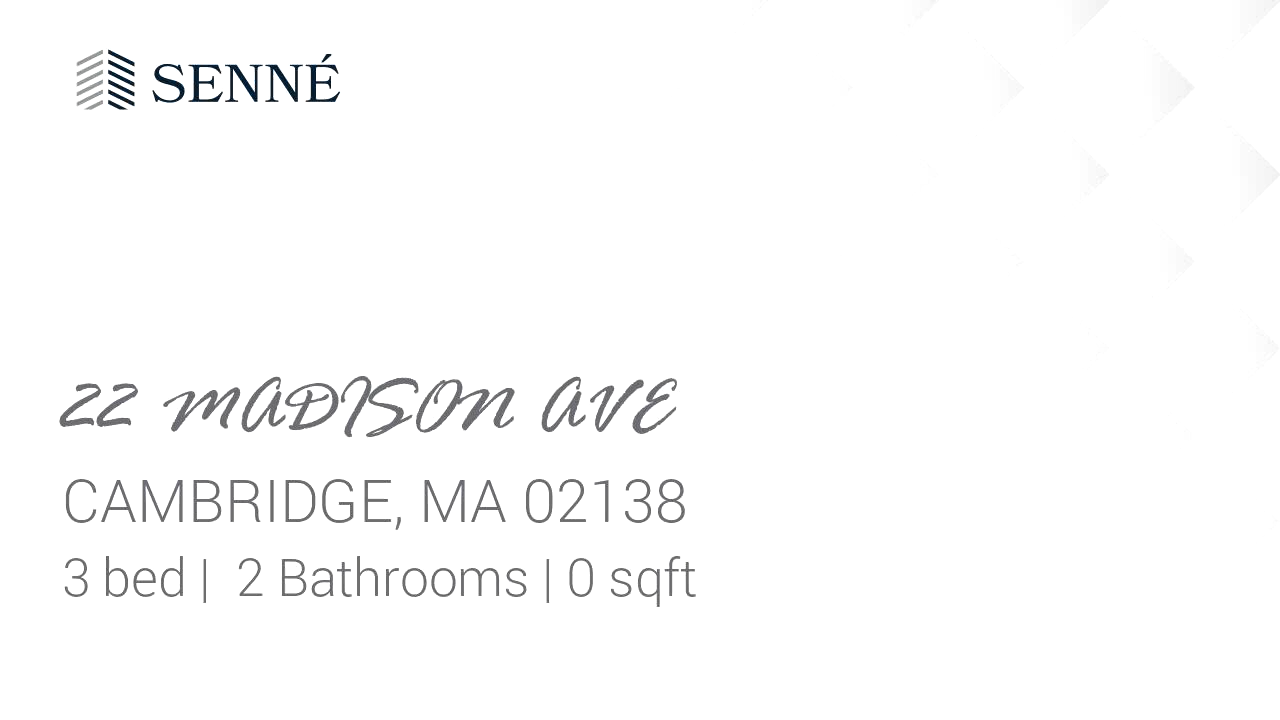 SENNÉ
22 MADISON AVE
CAMBRIDGE, MA 02138
3 bed | 2 Bathrooms | 0 sqft